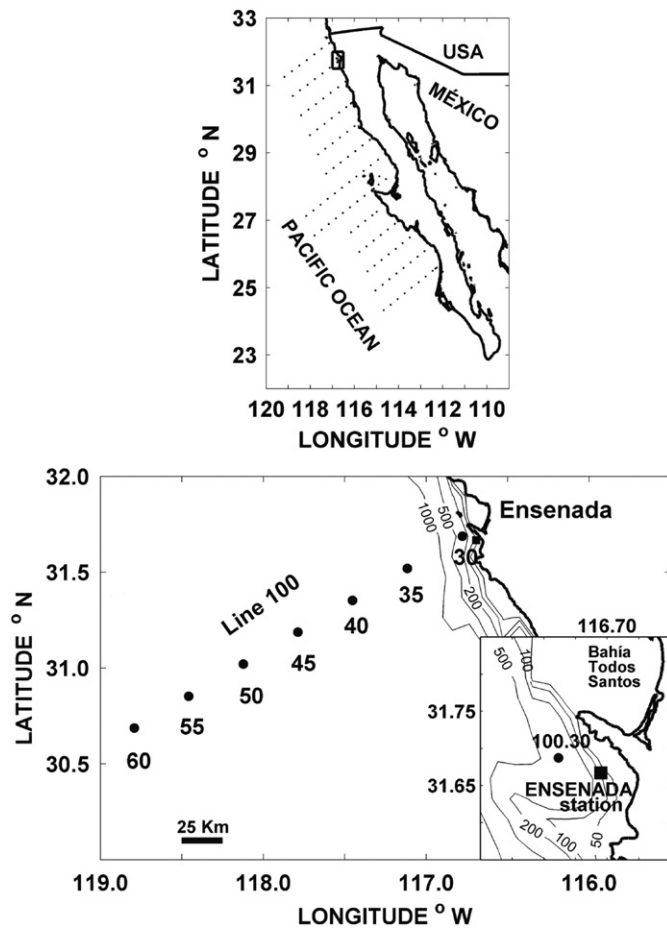 33
31
29
27
25
23
LATITUDE ° N
USA
MÉXICO
PACIFIC OCEAN
120 118 116 114 112 110
LONGITUDE ° W
32.0
31.5
31.0
30.5
LATITUDE ° N
1000
500
200
Ensenada
30
35
Line 100
40
45
50
55
60
25 Km
116.70
500
100
Bahía
Todos
Santos
31.75
100.30
31.65
ENSENADA
station
200
100
50
119.0 118.0 117.0 116.0
LONGITUDE ° W